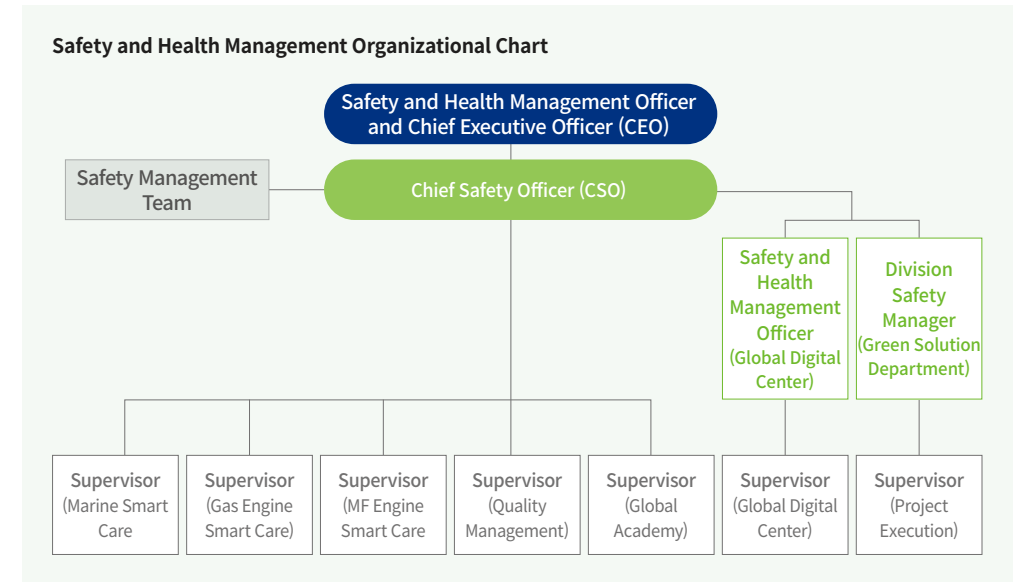 Safety and Health Management Organizational Chart
Safety and Health Management Officer
and Chief Executive Officer (CEO)
Safety Management
Team
Chief Safety Officer (CSO)
Safety and
Health
Management
Officer
(Global Digital
Center)
Division
Safety
Manager
(Green Solution
Department)
Supervisor
(Marine Smart
Care
Supervisor
(Gas Engine
Smart Care)
Supervisor
(MF Engine
Smart Care
Supervisor
(Quality
Management)
Supervisor
(Global
Academy)
Supervisor
(Global Digital
Center)
Supervisor
(Project
Execution)